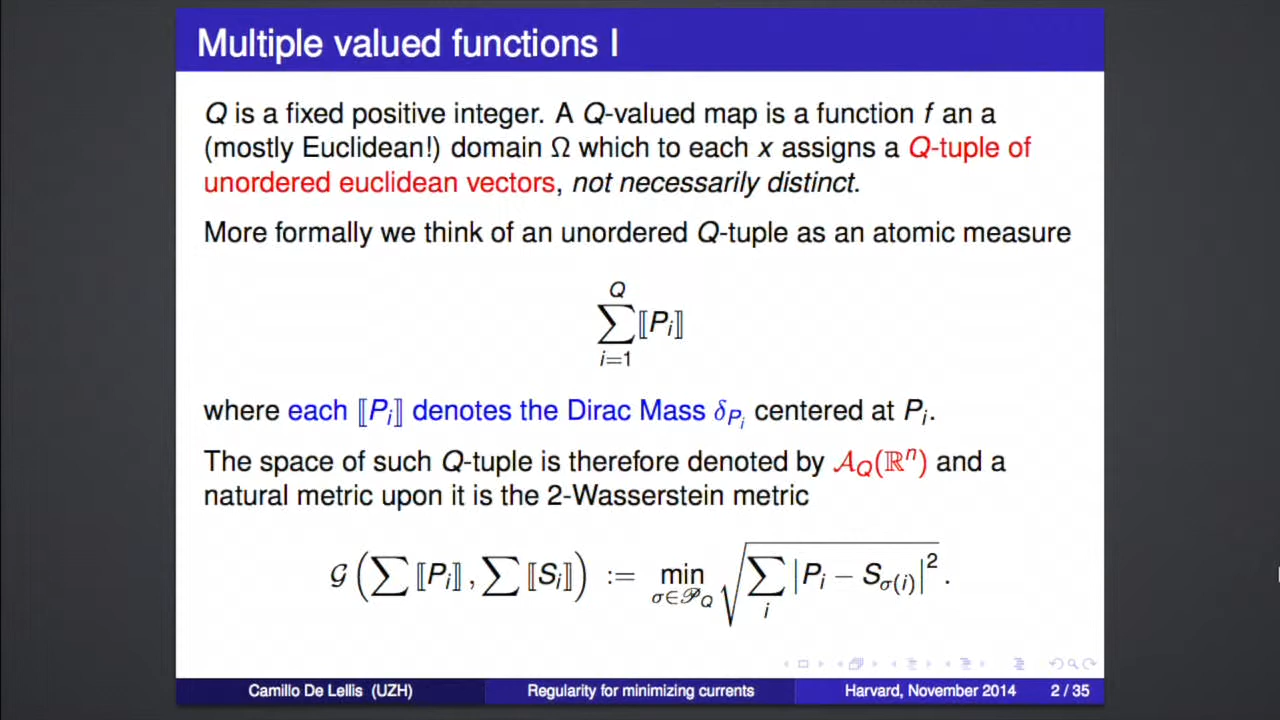 Multiple valued functions I
Q is a fixed positive integer. A Q-valued map is a function f an a
(mostly Euclidean!) domain Ω which to each x assigns a Q-tuple of
unordered euclidean vectors, not necessarily distinct.
More formally we think of an unordered Q-tuple as an atomic measure
∑_{i=1}^{Q} ⟦P_i⟧
where each ⟦P_i⟧ denotes the Dirac Mass δ_{P_i} centered at P_i.
The space of such Q-tuple is therefore denoted by 𝒜_Q(ℝ^n) and a
natural metric upon it is the 2-Wasserstein metric
𝒢(∑ ⟦P_i⟧, ∑ ⟦S_i⟧) := min_{σ∈𝒫_Q} √(∑_i |P_i − S_{σ(i)}|^2).
Camillo De Lellis (UZH) Regularity for minimizing currents Harvard, November 2014 2 / 35